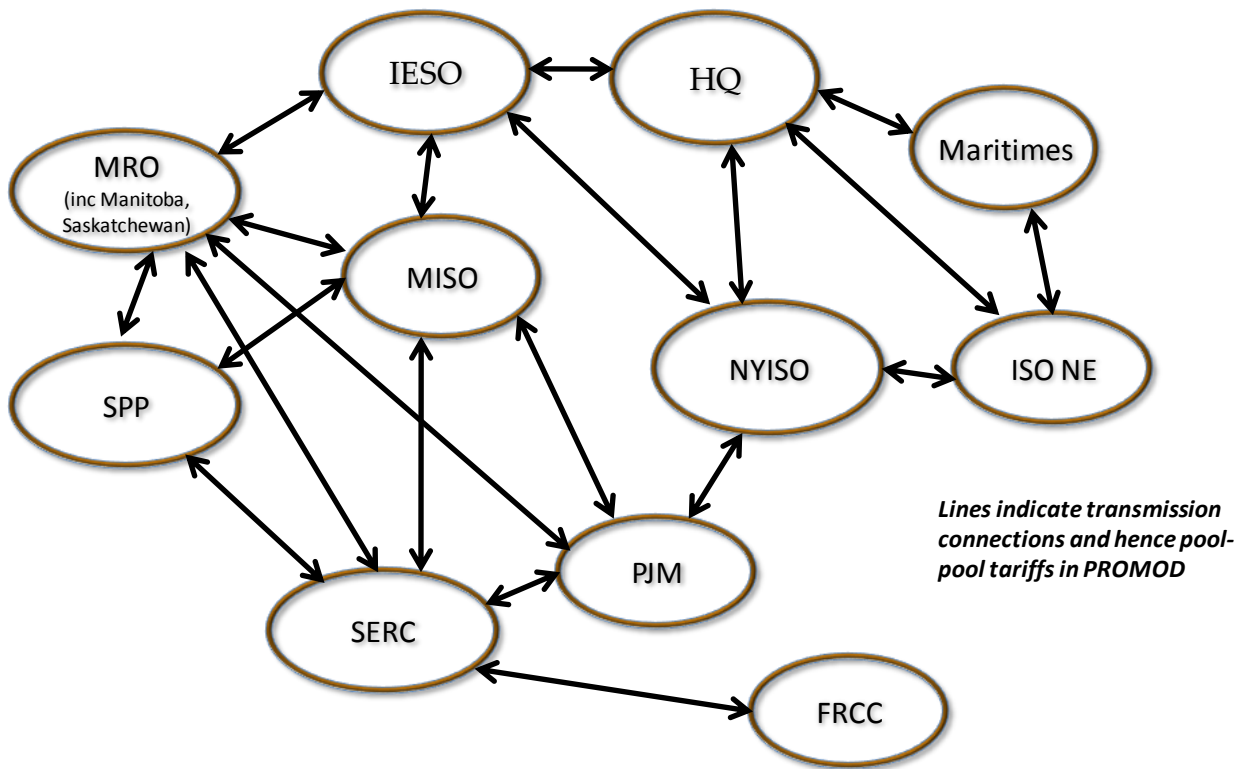 IESO
HQ
Maritimes
MRO
(inc Manitoba,
Saskatchewan)
MISO
NYISO
ISO NE
SPP
Lines indicate transmission
connections and hence pool-
pool tariffs in PROMOD
PJM
SERC
FRCC